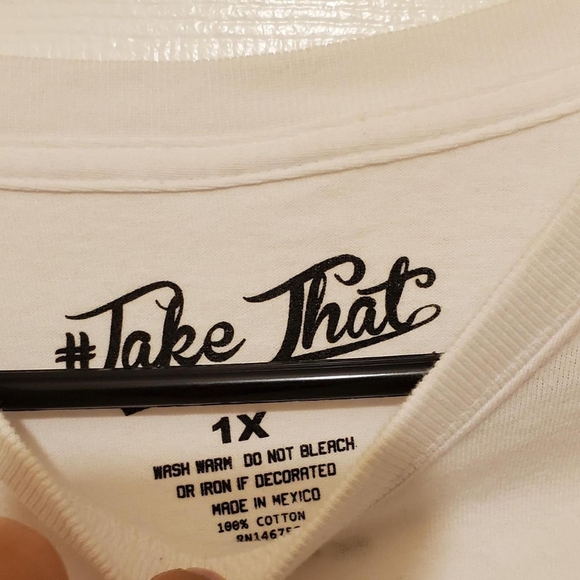 #Take That
1X
WASH WARM DO NOT BLEACH
OR IRON IF DECORATED
MADE IN MEXICO
100% COTTON